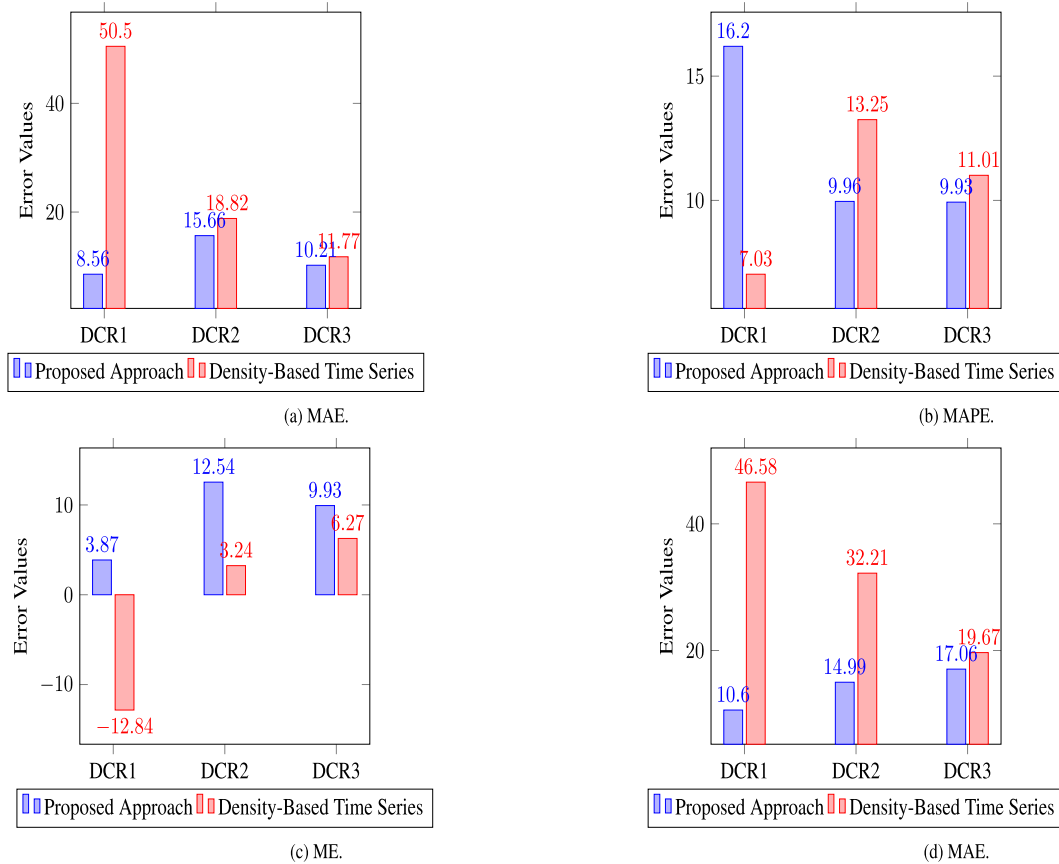 50.5
40
18.82
20
15.66
11.77
10.21
8.56
Error Values
DCR1 DCR2 DCR3
Proposed Approach Density-Based Time Series
(a) MAE.
16.2
15
13.25
11.01
9.96
9.93
10
7.03
Error Values
DCR1 DCR2 DCR3
Proposed Approach Density-Based Time Series
(b) MAPE.
12.54
10
9.93
6.27
3.87
3.24
0
−10
−12.84
Error Values
DCR1 DCR2 DCR3
Proposed Approach Density-Based Time Series
(c) ME.
46.58
40
32.21
20
19.67
17.06
14.99
10.6
Error Values
DCR1 DCR2 DCR3
Proposed Approach Density-Based Time Series
(d) MAE.